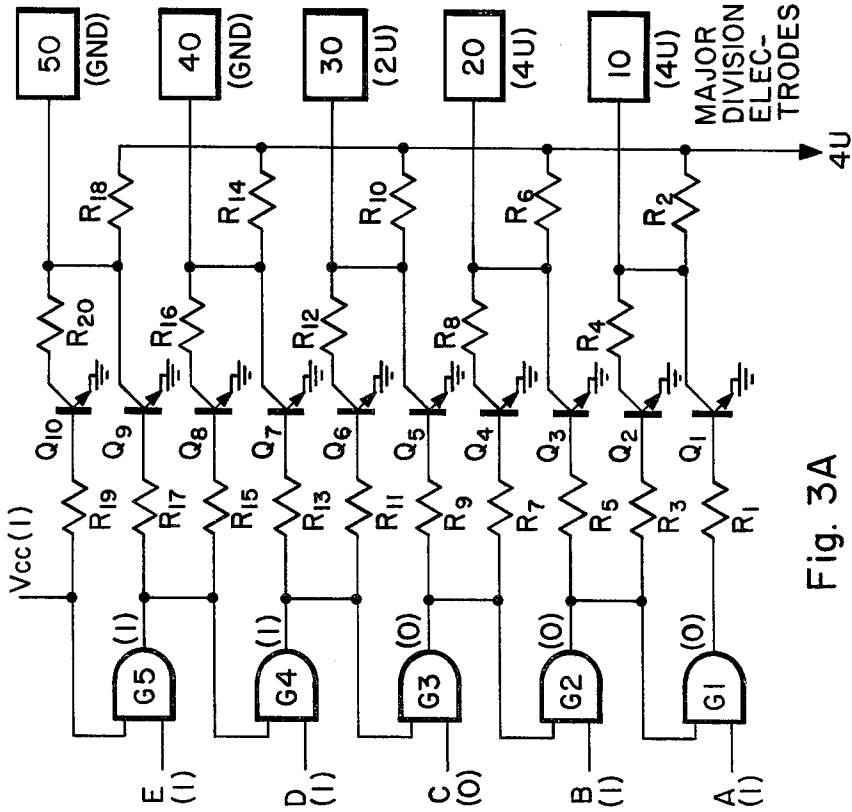 50
(GND)
40
(GND)
30
(2U)
20
(4U)
10
(4U)
MAJOR
DIVISION
ELEC-
TRODES
4U
R18
R14
R10
R6
R2
R20
R16
R12
R8
R4
Q10
Q9
Q8
Q7
Q6
Q5
Q4
Q3
Q2
Q1
R19
R17
R15
R13
R11
R9
R7
R5
R3
R1
Vcc(1)
(1)
(1)
(0)
(0)
(0)
G5
G4
G3
G2
G1
E
(1)
D
(1)
C
(0)
B
(1)
A
(1)
Fig. 3A